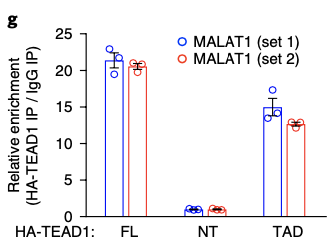 g
Relative enrichment
(HA-TEAD1 IP / IgG IP)
25
20
15
10
5
0
MALAT1 (set 1)
MALAT1 (set 2)
HA-TEAD1: FL NT TAD